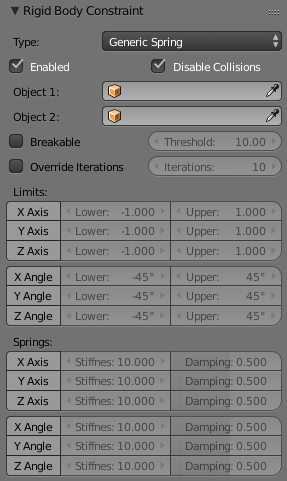 Rigid Body Constraint
Type: Generic Spring
Enabled Disable Collisions
Object 1:
Object 2:
Breakable Threshold: 10.00
Override Iterations Iterations: 10
Limits:
X Axis Lower: -1.000 Upper: 1.000
Y Axis Lower: -1.000 Upper: 1.000
Z Axis Lower: -1.000 Upper: 1.000
X Angle Lower: -45° Upper: 45°
Y Angle Lower: -45° Upper: 45°
Z Angle Lower: -45° Upper: 45°
Springs:
X Axis Stiffnes: 10.000 Damping: 0.500
Y Axis Stiffnes: 10.000 Damping: 0.500
Z Axis Stiffnes: 10.000 Damping: 0.500
X Angle Stiffnes: 10.000 Damping: 0.500
Y Angle Stiffnes: 10.000 Damping: 0.500
Z Angle Stiffnes: 10.000 Damping: 0.500